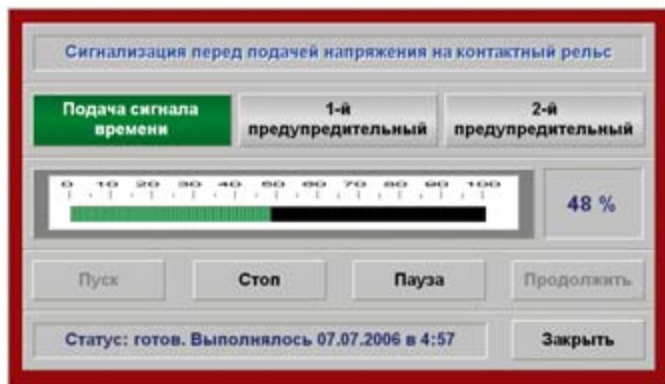 Сигнализация перед подачей напряжения на контактный рельс
Подача сигнала
времени
1-й
предупредительный
2-й
предупредительный
0 10 20 30 40 50 60 70 80 90 100
48 %
Пуск
Стоп
Пауза
Продолжить
Статус: готов. Выполнялось 07.07.2006 в 4:57
Закрыть